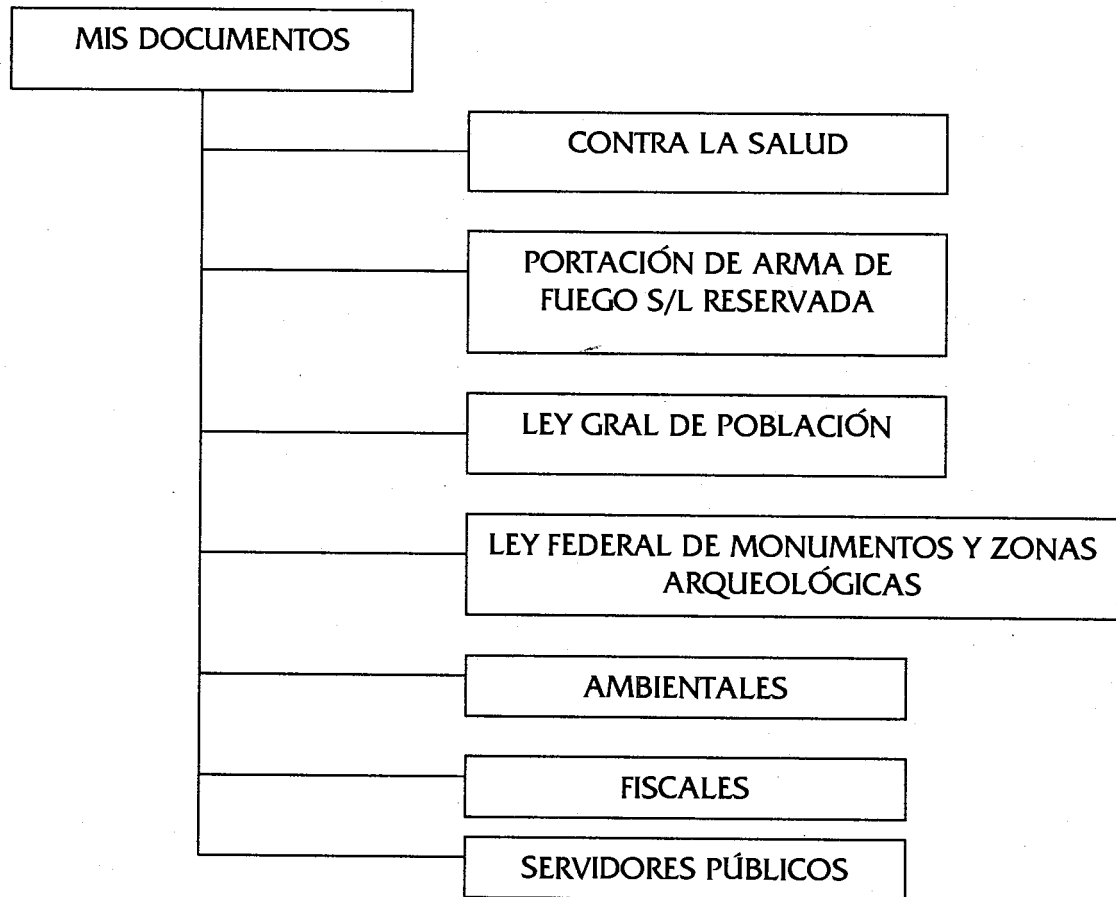 MIS DOCUMENTOS
CONTRA LA SALUD
PORTACIÓN DE ARMA DE
FUEGO S/L RESERVADA
LEY GRAL DE POBLACIÓN
LEY FEDERAL DE MONUMENTOS Y ZONAS
ARQUEOLÓGICAS
AMBIENTALES
FISCALES
SERVIDORES PÚBLICOS